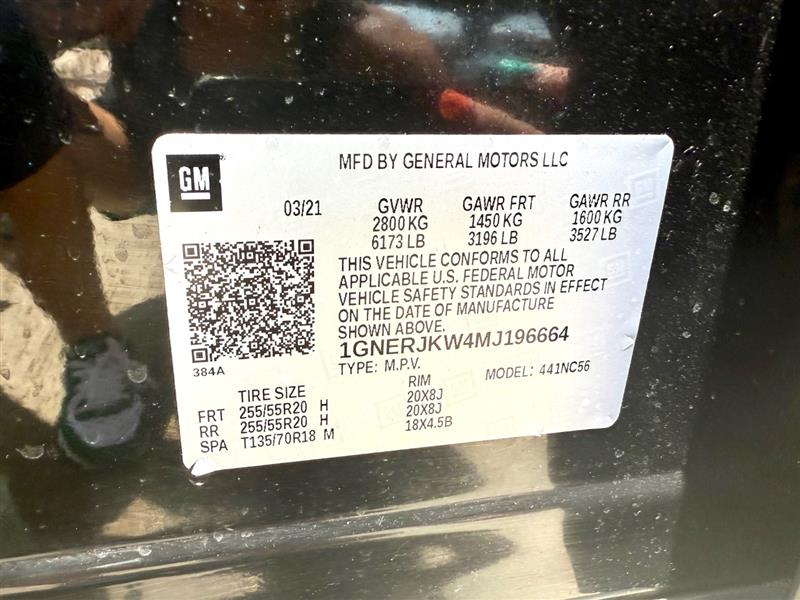 GM
MFD BY GENERAL MOTORS LLC
03/21 GVWR GAWR FRT GAWR RR
2800 KG 1450 KG 1600 KG
6173 LB 3196 LB 3527 LB
THIS VEHICLE CONFORMS TO ALL
APPLICABLE U.S. FEDERAL MOTOR
VEHICLE SAFETY STANDARDS IN EFFECT
ON THE DATE OF MANUFACTURE
SHOWN ABOVE.
1GNERJKW4MJ196664
384A
TYPE: M.P.V. MODEL: 441NC56
TIRE SIZE RIM
FRT 255/55R20 H 20X8J
RR 255/55R20 H 20X8J
SPA T135/70R18 M 18X4.5B